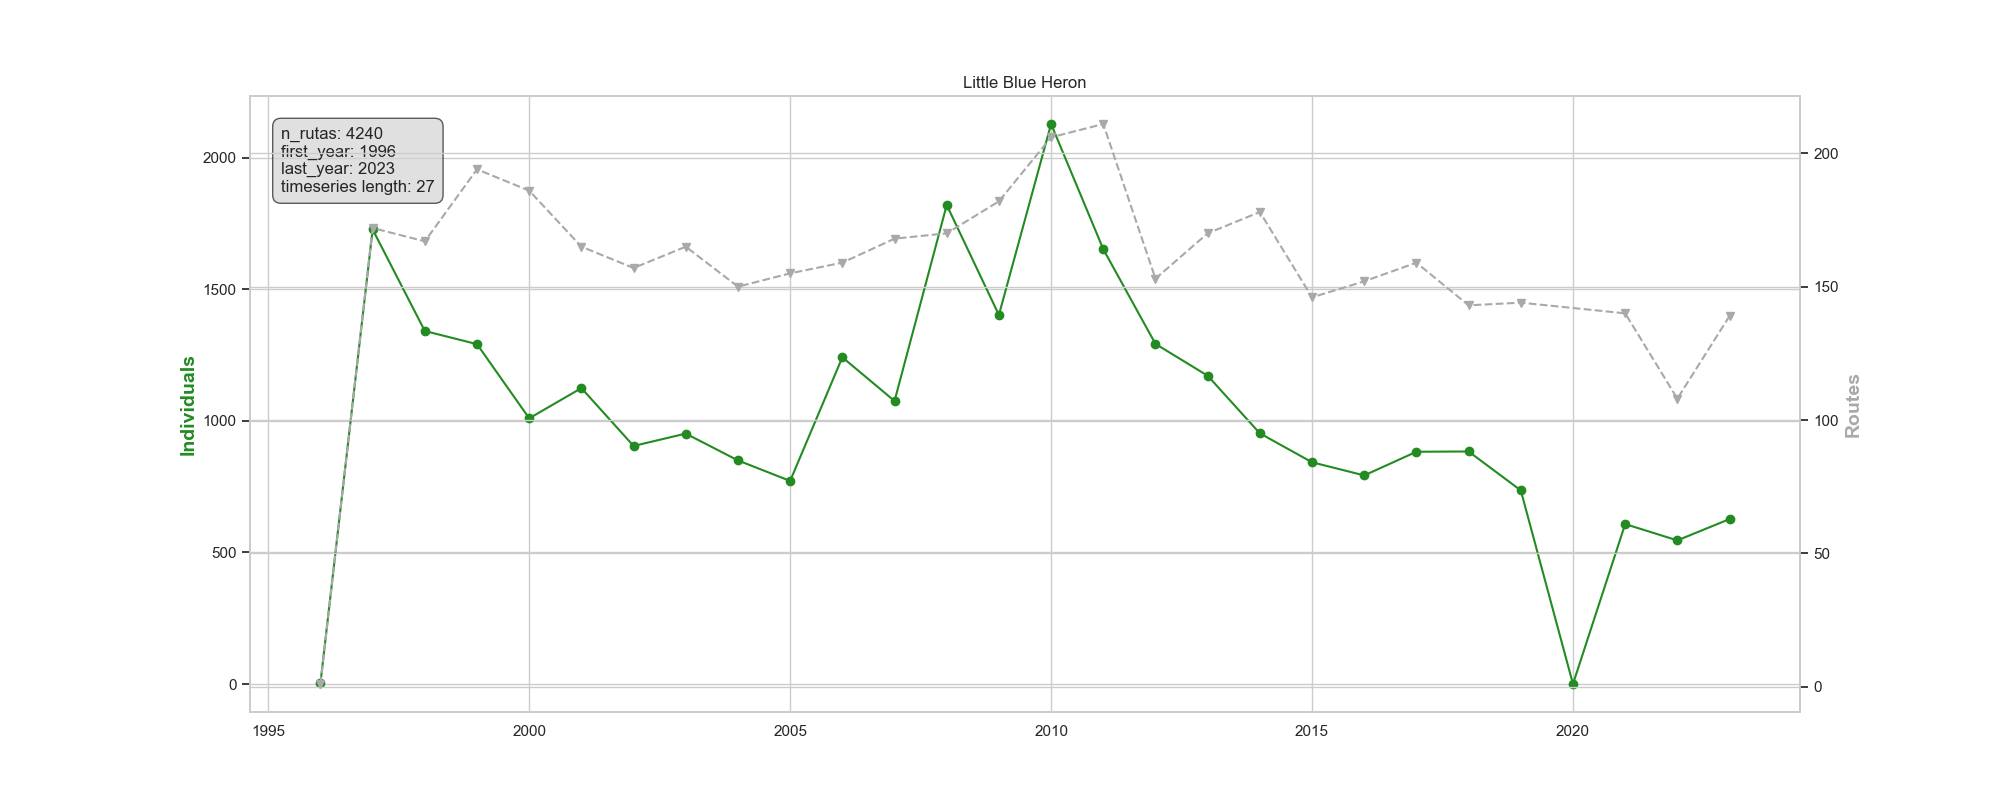 Little Blue Heron
n_rutas: 4240
first_year: 1996
last_year: 2023
timeseries length: 27
2000
1500
1000
500
0
Individuals
200
150
100
50
0
Routes
1995 2000 2005 2010 2015 2020